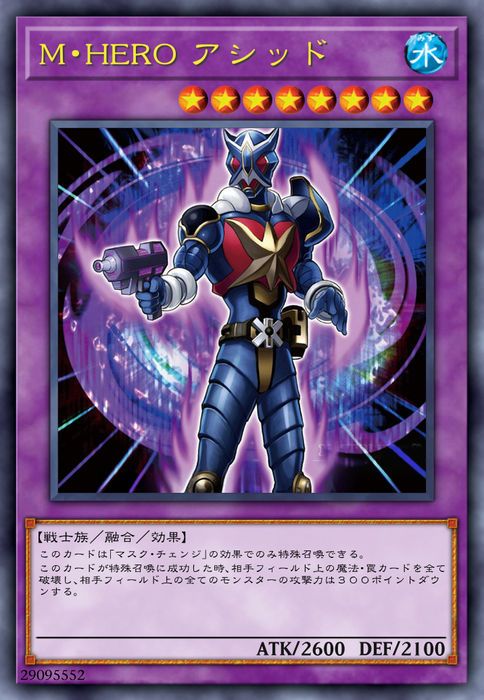 M・HERO アシッド
みず
水
【戦士族／融合／効果】
このカードは「マスク・チェンジ」の効果でのみ特殊召喚できる。
このカードが特殊召喚に成功した時、相手フィールド上の魔法・罠カードを全て
破壊し、相手フィールド上の全てのモンスターの攻撃力は３００ポイントダウ
ンする。
ATK/2600 DEF/2100
29095552